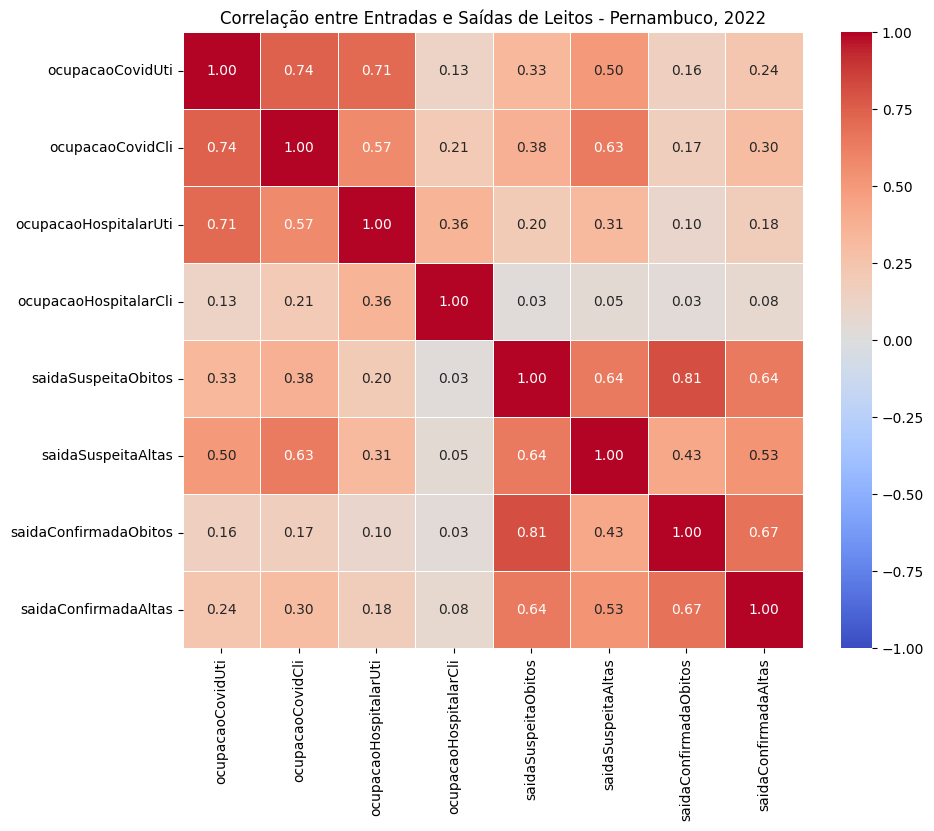 Correlação entre Entradas e Saídas de Leitos - Pernambuco, 2022
ocupacaoCovidUti 1.00 0.74 0.71 0.13 0.33 0.50 0.16 0.24
ocupacaoCovidCli 0.74 1.00 0.57 0.21 0.38 0.63 0.17 0.30
ocupacaoHospitalarUti 0.71 0.57 1.00 0.36 0.20 0.31 0.10 0.18
ocupacaoHospitalarCli 0.13 0.21 0.36 1.00 0.03 0.05 0.03 0.08
saidaSuspeitaObitos 0.33 0.38 0.20 0.03 1.00 0.64 0.81 0.64
saidaSuspeitaAltas 0.50 0.63 0.31 0.05 0.64 1.00 0.43 0.53
saidaConfirmadaObitos 0.16 0.17 0.10 0.03 0.81 0.43 1.00 0.67
saidaConfirmadaAltas 0.24 0.30 0.18 0.08 0.64 0.53 0.67 1.00
ocupacaoCovidUti
ocupacaoCovidCli
ocupacaoHospitalarUti
ocupacaoHospitalarCli
saidaSuspeitaObitos
saidaSuspeitaAltas
saidaConfirmadaObitos
saidaConfirmadaAltas
1.00
0.75
0.50
0.25
0.00
−0.25
−0.50
−0.75
−1.00